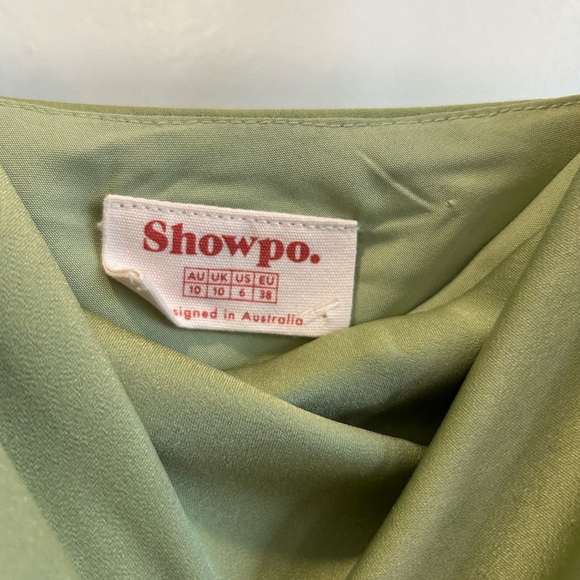 Showpo.
AU UK US EU
10 10 6 38
signed in Australia